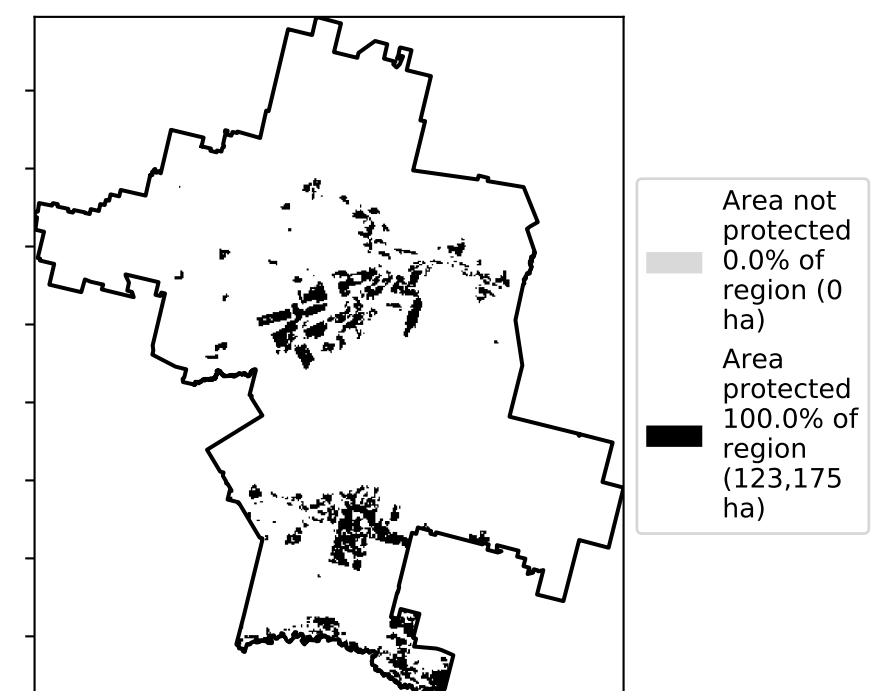 Area not
protected
0.0% of
region (0
ha)
Area
protected
100.0% of
region
(123,175
ha)